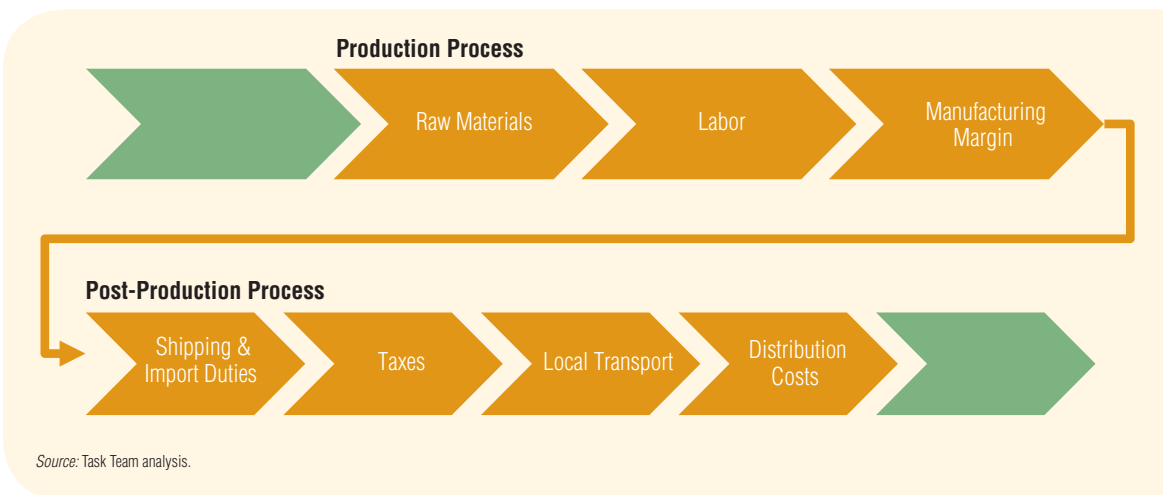 Production Process
Raw Materials
Labor
Manufacturing
Margin
Post-Production Process
Shipping &
Import Duties
Taxes
Local Transport
Distribution
Costs
Source: Task Team analysis.